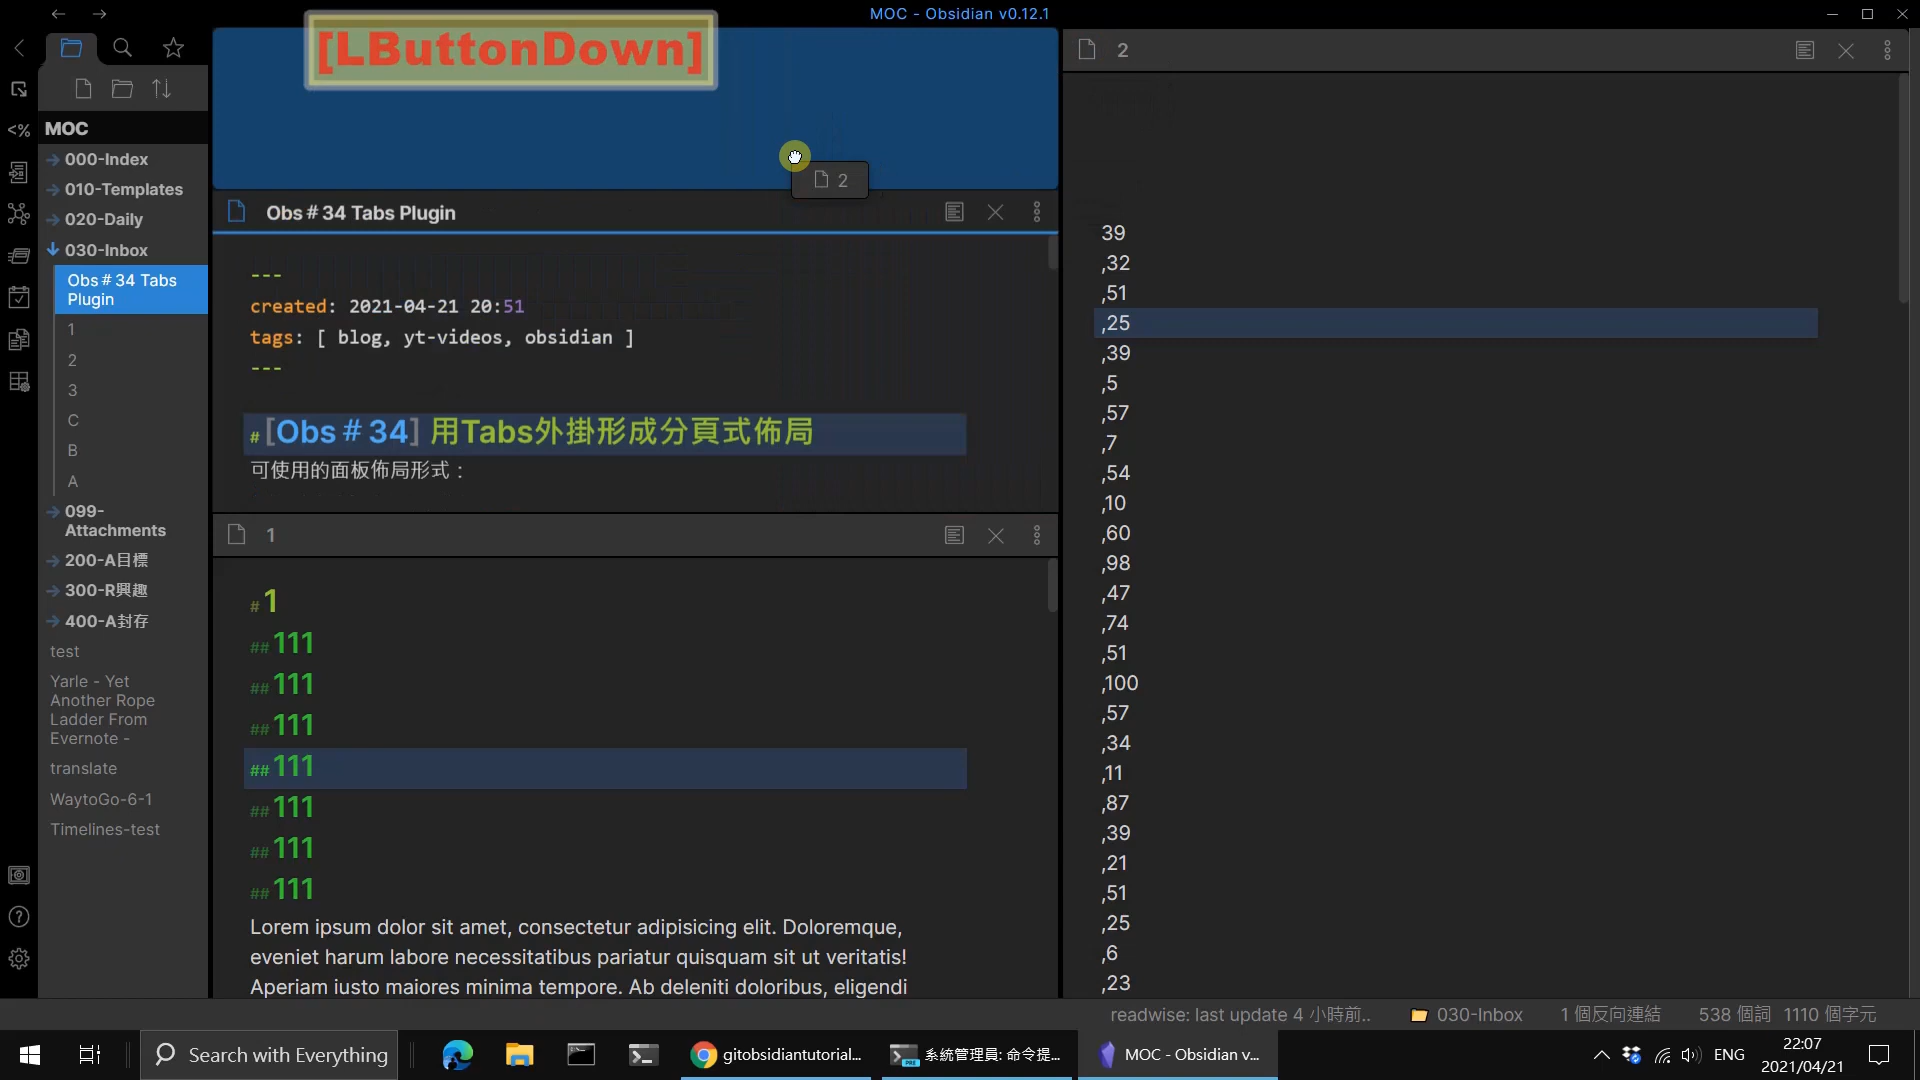 MOC - Obsidian v0.12.1
[LButtonDown]
2
2
MOC
000-Index
010-Templates
020-Daily
030-Inbox
Obs＃34 Tabs
Plugin
1
2
3
C
B
A
099-
Attachments
200-A目標
300-R興趣
400-A封存
test
Yarle - Yet
Another Rope
Ladder From
Evernote -
translate
WaytoGo-6-1
Timelines-test
<%
Obs＃34 Tabs Plugin
---
created: 2021-04-21 20:51
tags: [ blog, yt-videos, obsidian ]
---
# [Obs＃34] 用Tabs外掛形成分頁式佈局
可使用的面板佈局形式：
1
# 1
## 111
## 111
## 111
## 111
## 111
## 111
## 111
Lorem ipsum dolor sit amet, consectetur adipisicing elit. Doloremque,
eveniet harum labore necessitatibus pariatur quisquam sit ut veritatis!
Aperiam iusto maiores minima tempore. Ab deleniti doloribus, eligendi
39
,32
,51
,25
,39
,5
,57
,7
,54
,10
,60
,98
,47
,74
,51
,100
,57
,34
,11
,87
,39
,21
,51
,25
,6
,23
readwise: last update 4 小時前.. 030-Inbox 1 個反向連結 538 個詞 1110 個字元
Search with Everything
gitobsidiantutorial...
系統管理員: 命令提...
MOC - Obsidian v...
ENG
22:07
2021/04/21